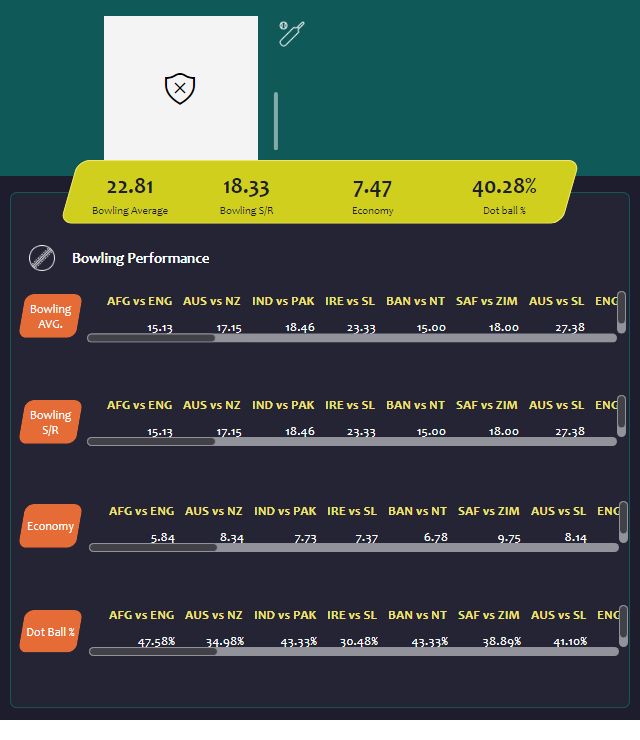 22.81 18.33 7.47 40.28%
Bowling Average Bowling S/R Economy Dot ball %
Bowling Performance
Bowling AVG.
AFG vs ENG AUS vs NZ IND vs PAK IRE vs SL BAN vs NT SAF vs ZIM AUS vs SL ENG
15.13 17.15 18.46 23.33 15.00 18.00 27.38
Bowling S/R
AFG vs ENG AUS vs NZ IND vs PAK IRE vs SL BAN vs NT SAF vs ZIM AUS vs SL ENG
15.13 17.15 18.46 23.33 15.00 18.00 27.38
Economy
AFG vs ENG AUS vs NZ IND vs PAK IRE vs SL BAN vs NT SAF vs ZIM AUS vs SL ENG
5.84 8.34 7.73 7.37 6.78 9.75 8.14
Dot Ball %
AFG vs ENG AUS vs NZ IND vs PAK IRE vs SL BAN vs NT SAF vs ZIM AUS vs SL ENG
47.58% 34.98% 43.33% 30.48% 43.33% 38.89% 41.10%